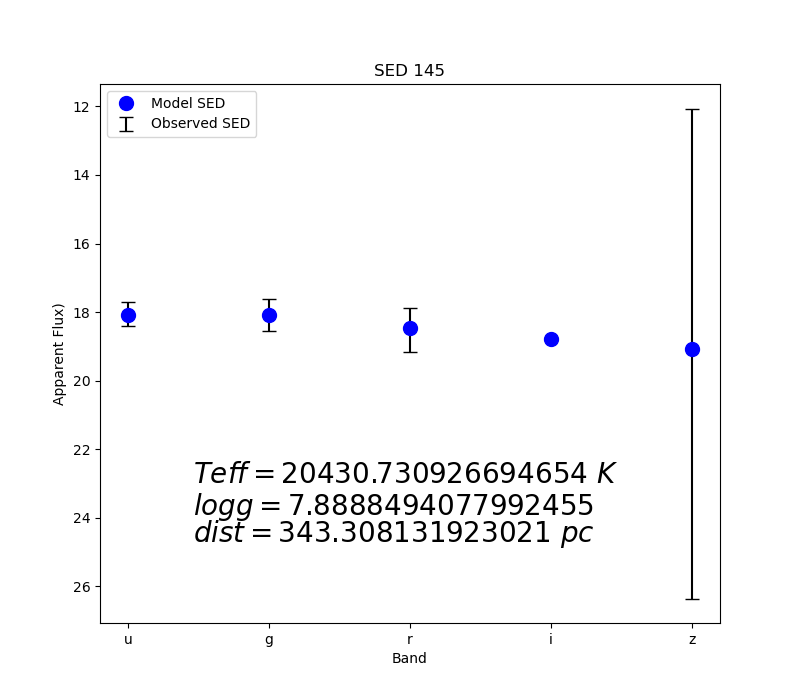 SED 145
Model SED
Observed SED
12
14
16
18
20
22
24
26
Apparent Flux)
Teff = 20430.730926694654 K
logg = 7.8888494077992455
dist = 343.308131923021 pc
u g r i z
Band